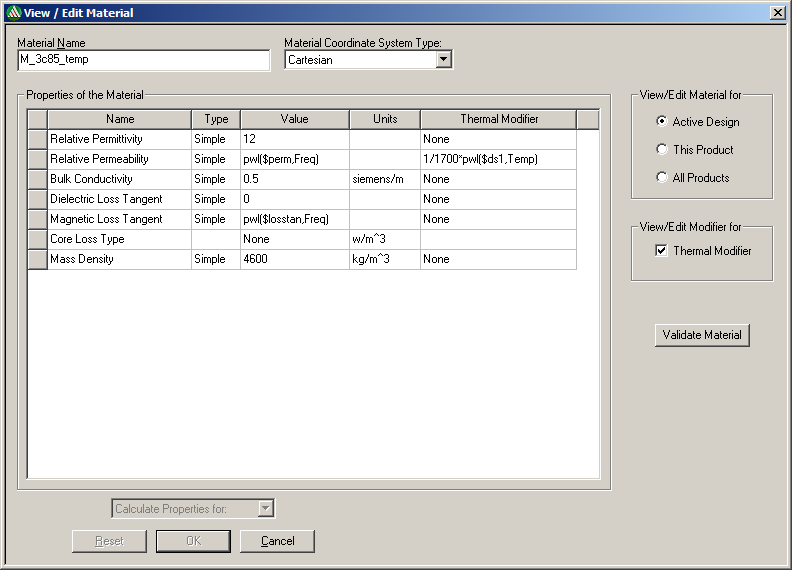 View / Edit Material
Material Name
Material Coordinate System Type:
M_3c85_temp
Cartesian
Properties of the Material
Name Type Value Units Thermal Modifier
Relative Permittivity Simple 12 None
Relative Permeability Simple pwl($perm,Freq) 1/1700*pwl($ds1,Temp)
Bulk Conductivity Simple 0.5 siemens/m None
Dielectric Loss Tangent Simple 0 None
Magnetic Loss Tangent Simple pwl($losstan,Freq) None
Core Loss Type None w/m^3
Mass Density Simple 4600 kg/m^3 None
View/Edit Material for
Active Design
This Product
All Products
View/Edit Modifier for
Thermal Modifier
Validate Material
Calculate Properties for:
Reset OK Cancel